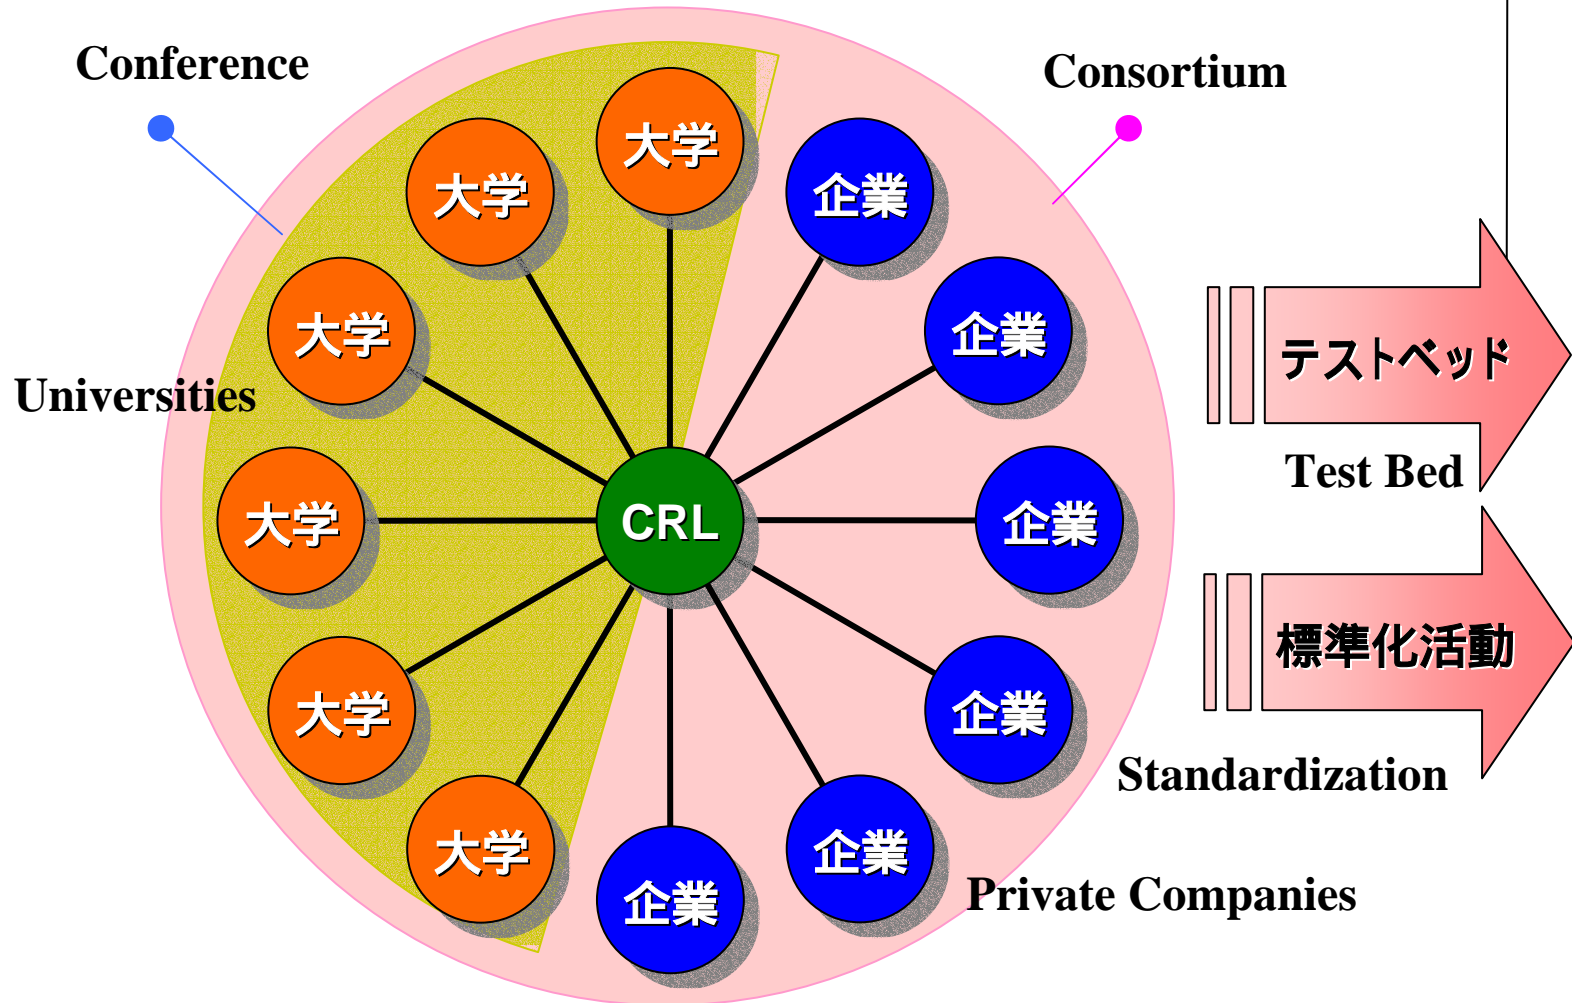 Conference
Consortium
大学
大学
企業
企業
大学
大学
企業
企業
大学
大学
企業
企業
CRL
Universities
テストベッド
Test Bed
標準化活動
Standardization
Private Companies